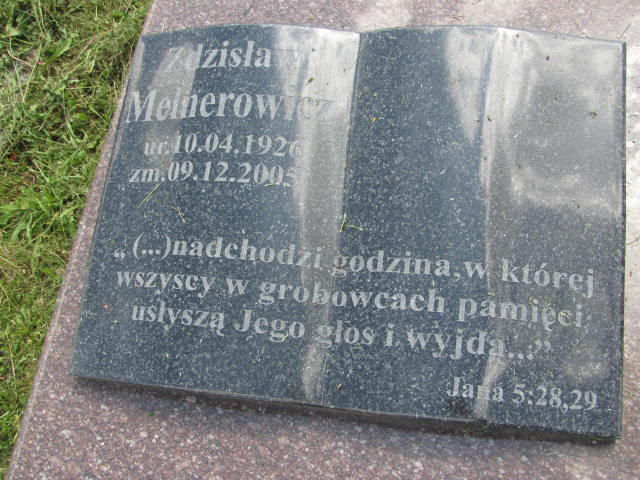 Zdzisław
Melnerowicz
ur.10.04.1926
zm.09.12.2005
„(...)nadchodzi godzina,w której
wszyscy w grobowcach pamięci
usłyszą Jego głos i wyjdą...”
Jana 5:28,29